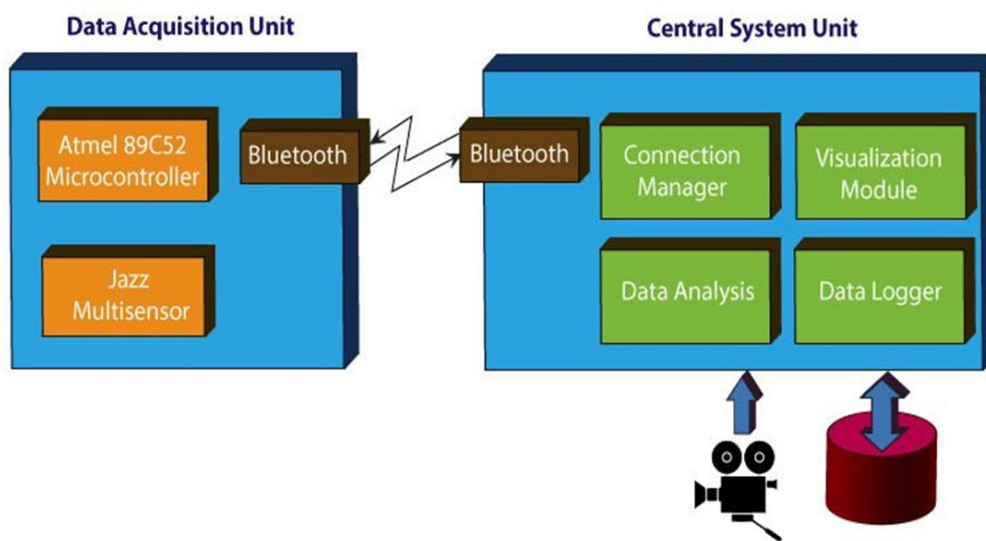 Data Acquisition Unit
Central System Unit
Atmel 89C52
Microcontroller
Bluetooth
Bluetooth
Connection
Manager
Visualization
Module
Jazz
Multisensor
Data Analysis
Data Logger